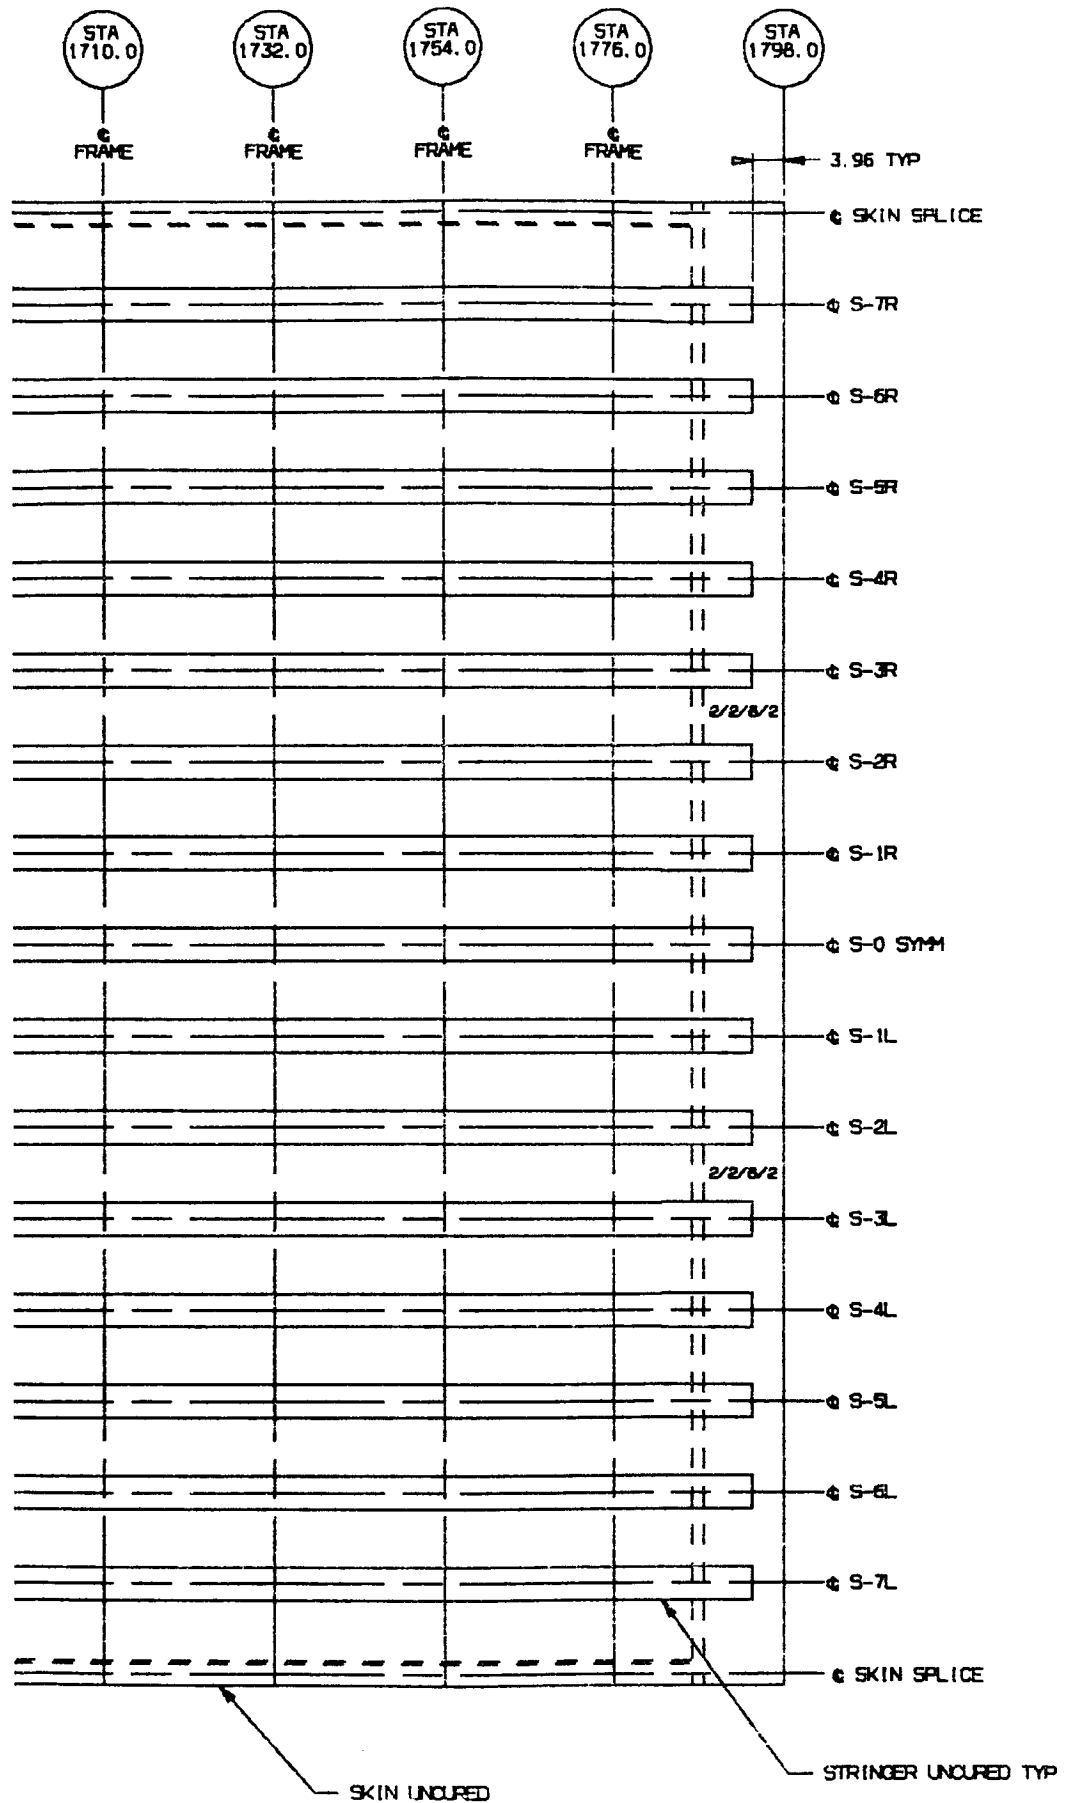 STA
1710.0
STA
1732.0
STA
1754.0
STA
1776.0
STA
1798.0
℄
FRAME
℄
FRAME
℄
FRAME
℄
FRAME
3.96 TYP
℄ SKIN SPLICE
℄ S-7R
℄ S-6R
℄ S-5R
℄ S-4R
℄ S-3R
2/2/8/2
℄ S-2R
℄ S-1R
℄ S-0 SYMM
℄ S-1L
℄ S-2L
2/2/8/2
℄ S-3L
℄ S-4L
℄ S-5L
℄ S-6L
℄ S-7L
℄ SKIN SPLICE
STRINGER UNCURED TYP
SKIN UNCURED